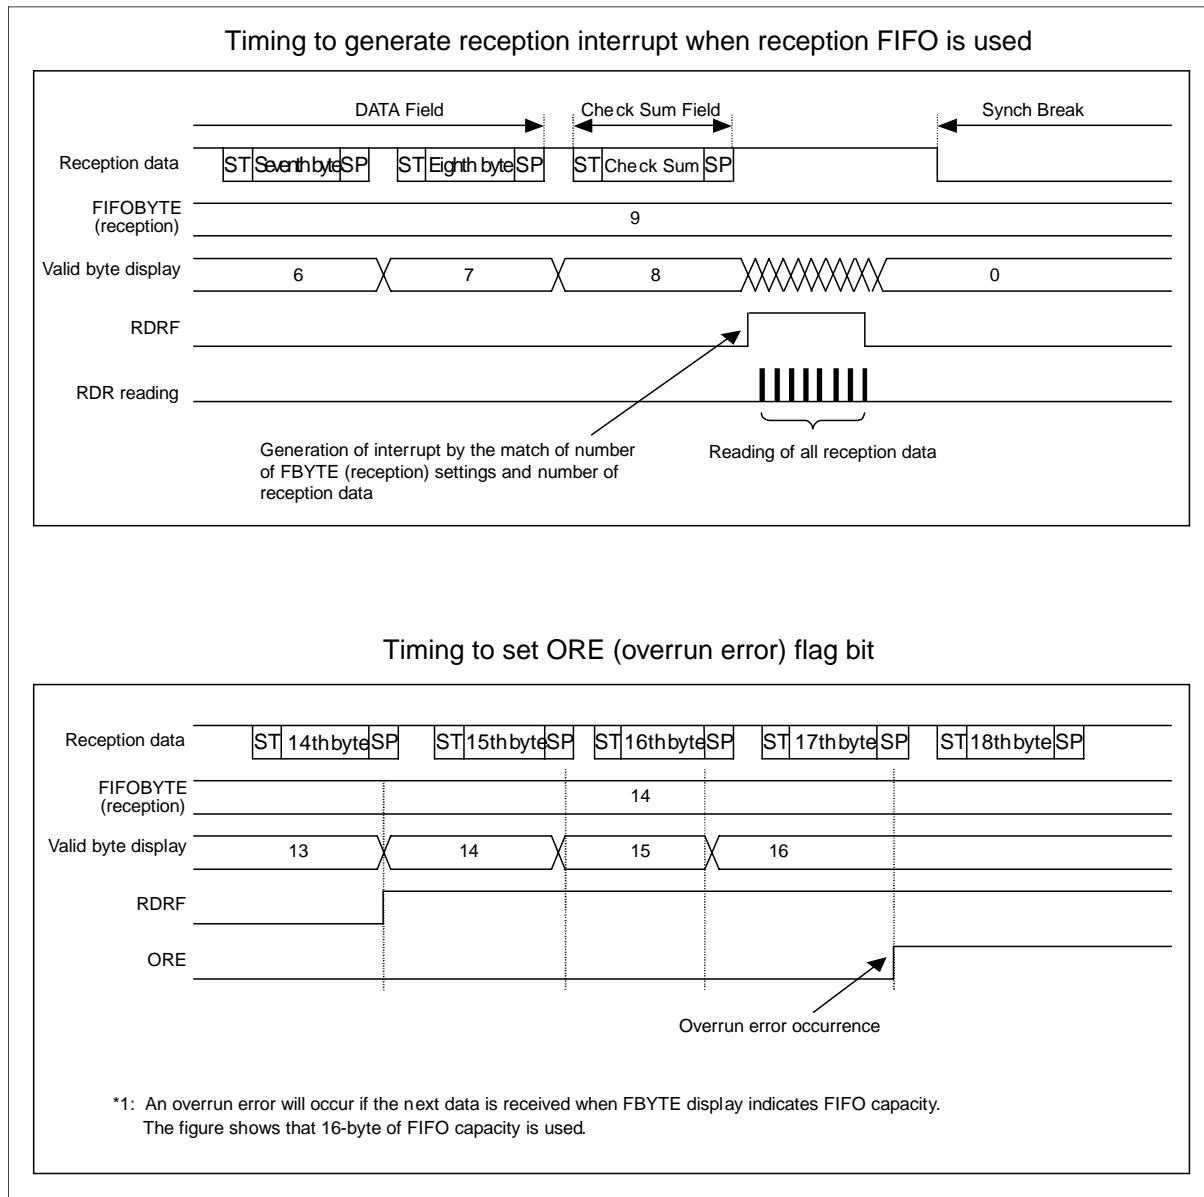 Timing to generate reception interrupt when reception FIFO is used
DATA Field
Check Sum Field
Synch Break
Reception data
ST
Seventh byte
SP
ST
Eighth byte
SP
ST
Check Sum
SP
FIFOBYTE
(reception)
9
Valid byte display
6
7
8
0
RDRF
RDR reading
Generation of interrupt by the match of number
of FBYTE (reception) settings and number of
reception data
Reading of all reception data
Timing to set ORE (overrun error) flag bit
Reception data
ST
14th byte
SP
ST
15th byte
SP
ST
16th byte
SP
ST
17th byte
SP
ST
18th byte
SP
FIFOBYTE
(reception)
14
Valid byte display
13
14
15
16
RDRF
ORE
Overrun error occurrence
*1: An overrun error will occur if the next data is received when FBYTE display indicates FIFO capacity.
The figure shows that 16-byte of FIFO capacity is used.